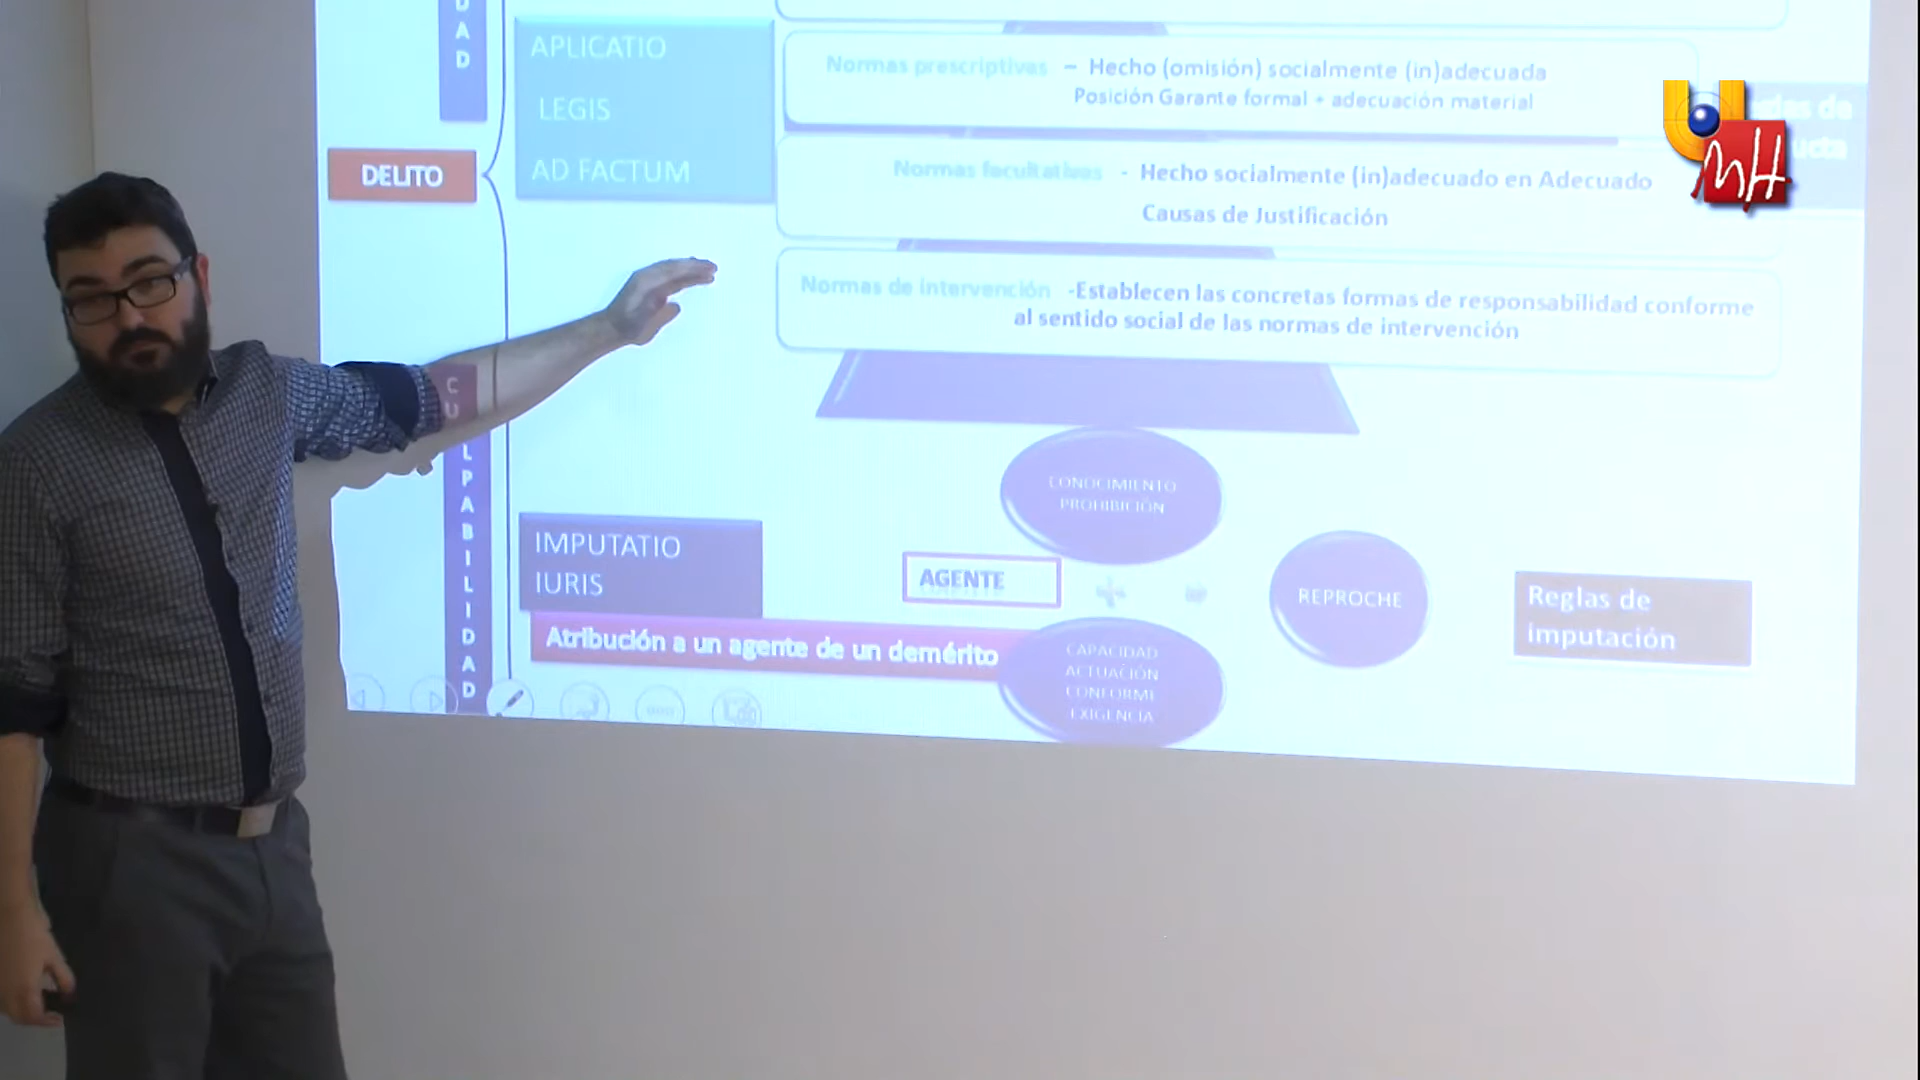 D
A
D
APLICATIO
LEGIS
AD FACTUM
DELITO
Normas prescriptivas – Hecho (omisión) socialmente (in)adecuada
Posición Garante formal + adecuación material
Normas facultativas - Hecho socialmente (in)adecuado en Adecuado
Causas de Justificación
Normas de intervención -Establecen las concretas formas de responsabilidad conforme
al sentido social de las normas de intervención
de
ucta
UMH
C
U
L
P
A
B
I
L
I
D
A
D
CONOCIMIENTO
PROHIBICIÓN
IMPUTATIO
IURIS
AGENTE
REPROCHE
Reglas de
imputación
Atribución a un agente de un demérito
CAPACIDAD
ACTUACIÓN
CONFORME
EXIGENCIA